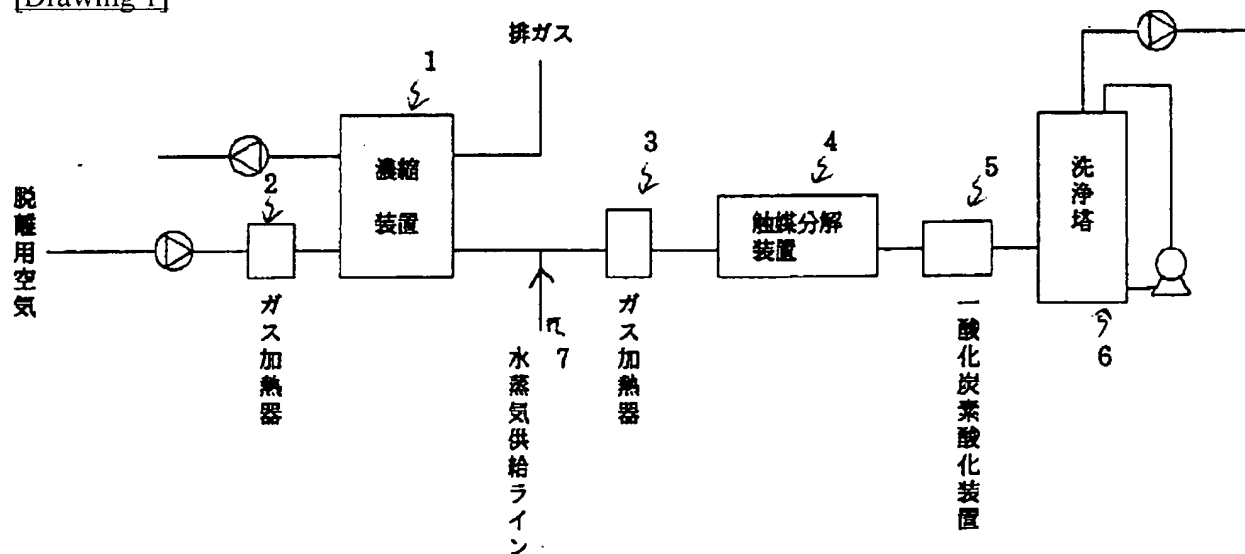 [Drawing 1]
排ガス
1
濃縮
装置
2
脱離用空気
ガス加熱器
7
水蒸気供給ライン
3
ガス加熱器
4
触媒分解
装置
5
一酸化炭素酸化装置
洗浄塔
6